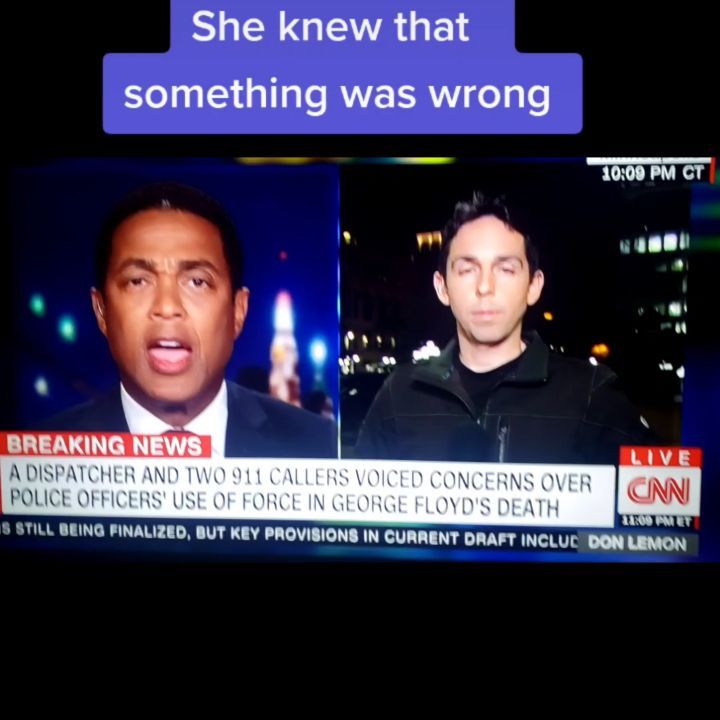 She knew that
something was wrong
10:09 PM CT
BREAKING NEWS
A DISPATCHER AND TWO 911 CALLERS VOICED CONCERNS OVER
POLICE OFFICERS' USE OF FORCE IN GEORGE FLOYD'S DEATH
LIVE
CNN
11:09 PM ET
S STILL BEING FINALIZED, BUT KEY PROVISIONS IN CURRENT DRAFT INCLUD
DON LEMON